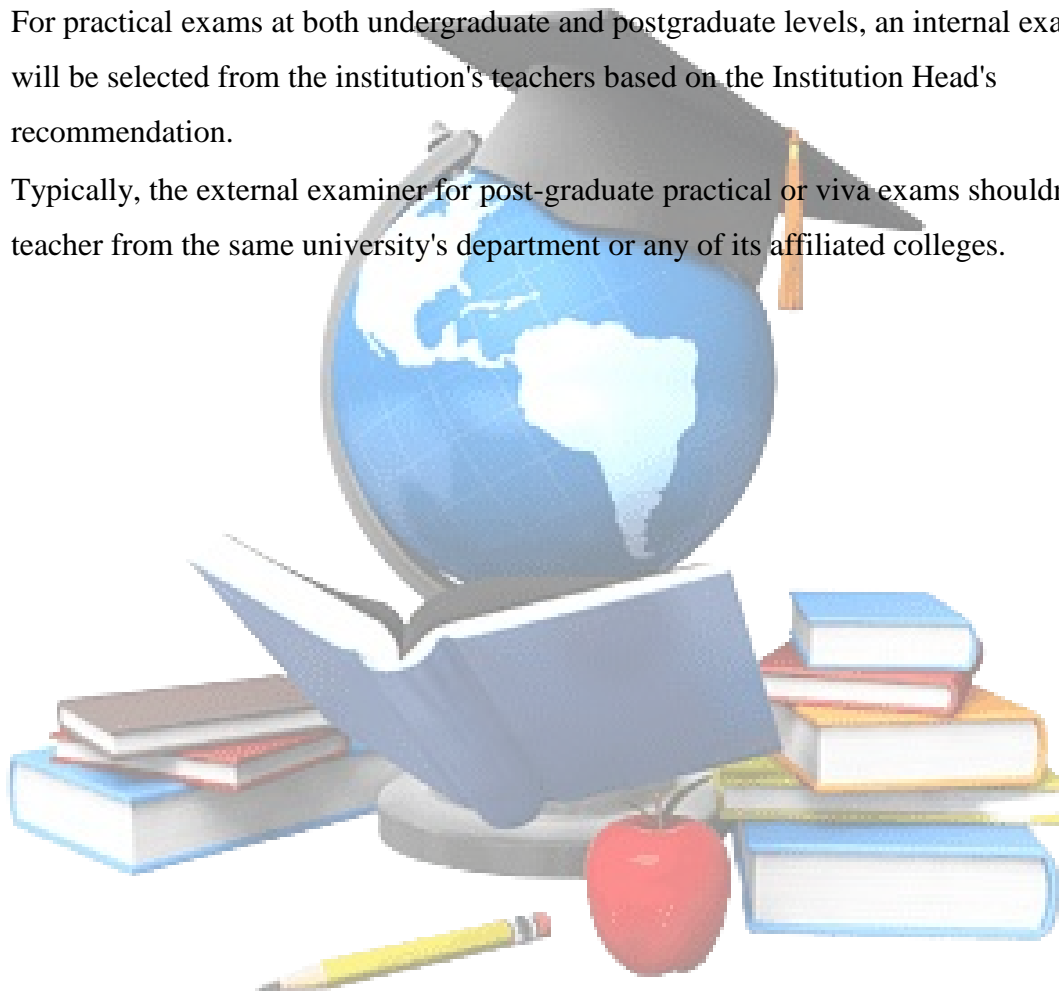 For practical exams at both undergraduate and postgraduate levels, an internal exa
will be selected from the institution's teachers based on the Institution Head's
recommendation.
Typically, the external examiner for post-graduate practical or viva exams should
teacher from the same university's department or any of its affiliated colleges.